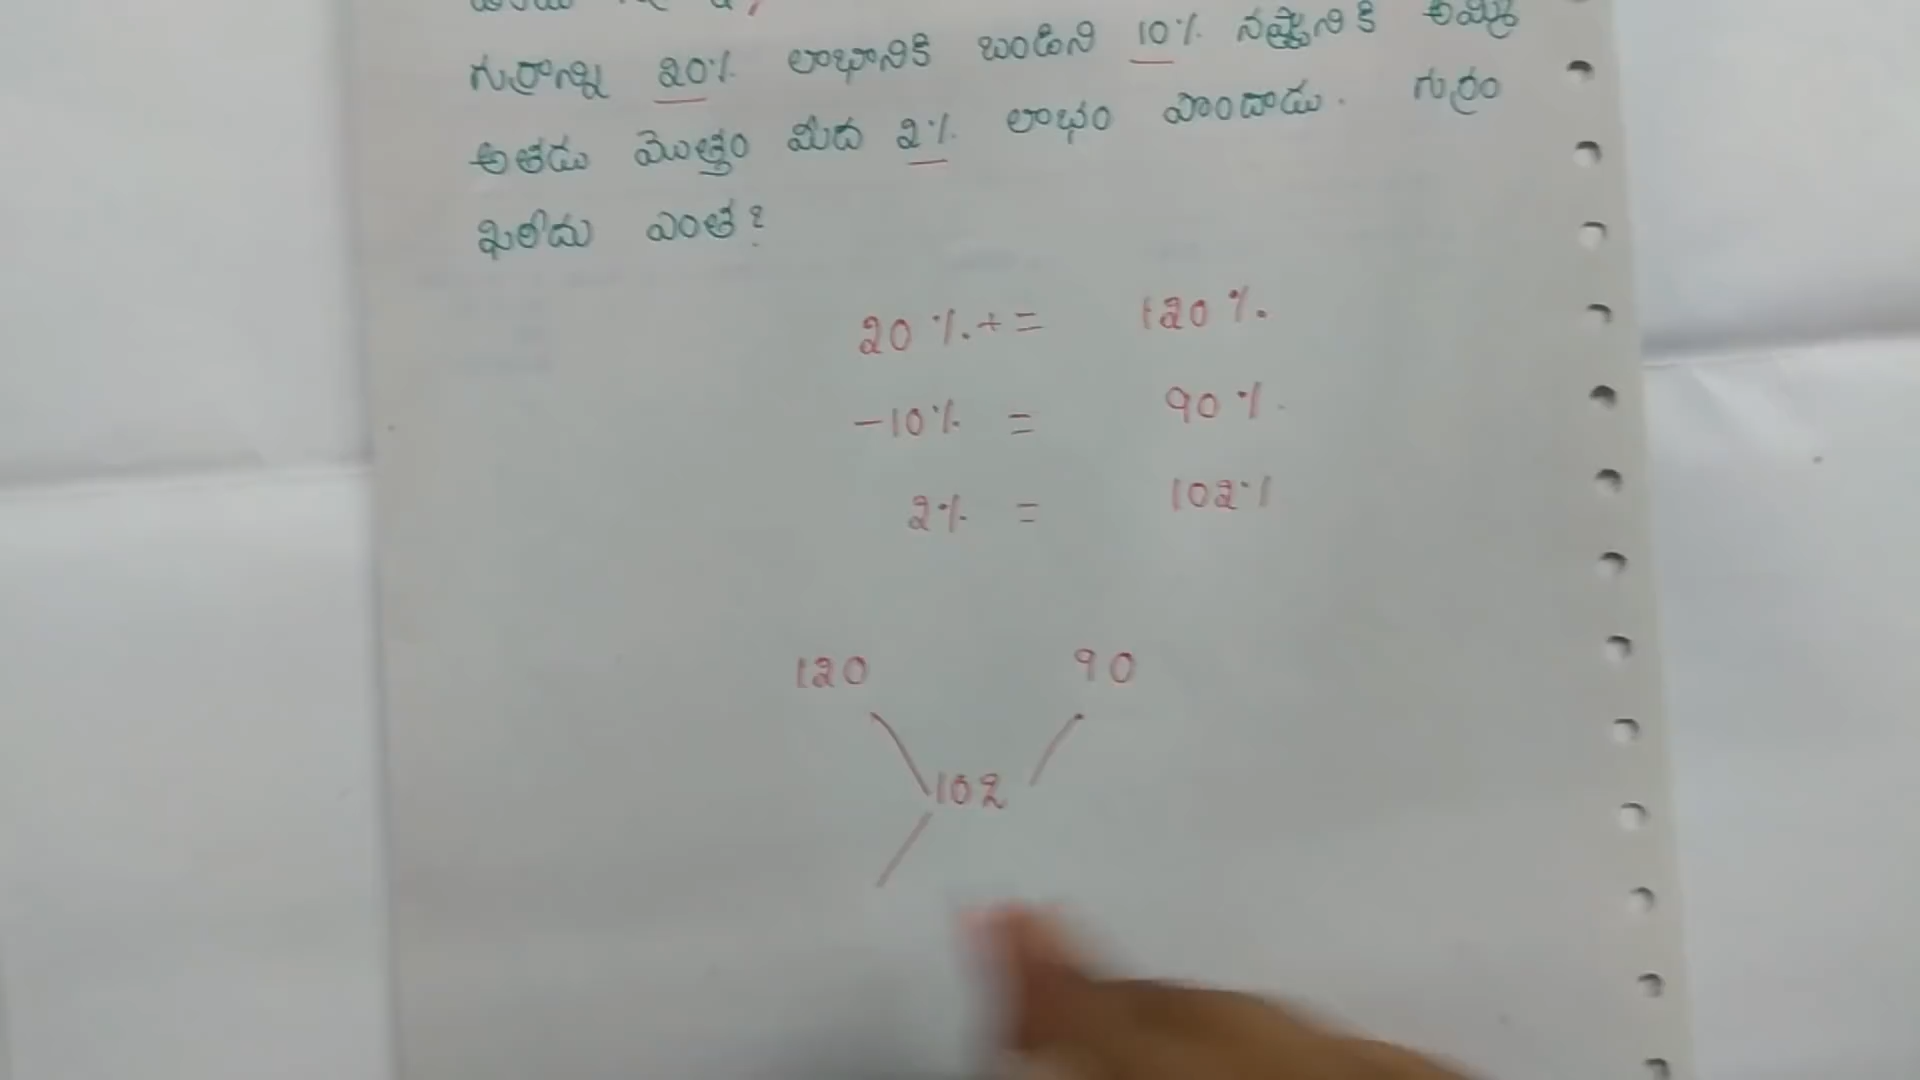 గుర్రాన్ని 20% లాభానికి బండిని 10% నష్టానికి అమ్మి
అతడు మొత్తం మీద 2% లాభం పొందాడు. గుర్రం
ఖరీదు ఎంత?
20%+= 120%.
-10% = 90%.
2% = 102%
120 90
102